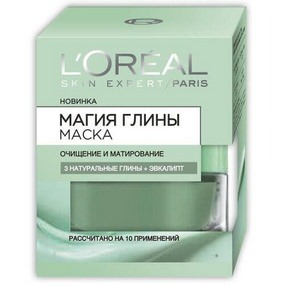 L'ORÉAL
SKIN EXPERT / PARIS
НОВИНКА
МАГИЯ ГЛИНЫ
МАСКА
ОЧИЩЕНИЕ И МАТИРОВАНИЕ
3 НАТУРАЛЬНЫЕ ГЛИНЫ + ЭВКАЛИПТ
РАССЧИТАНО НА 10 ПРИМЕНЕНИЙ